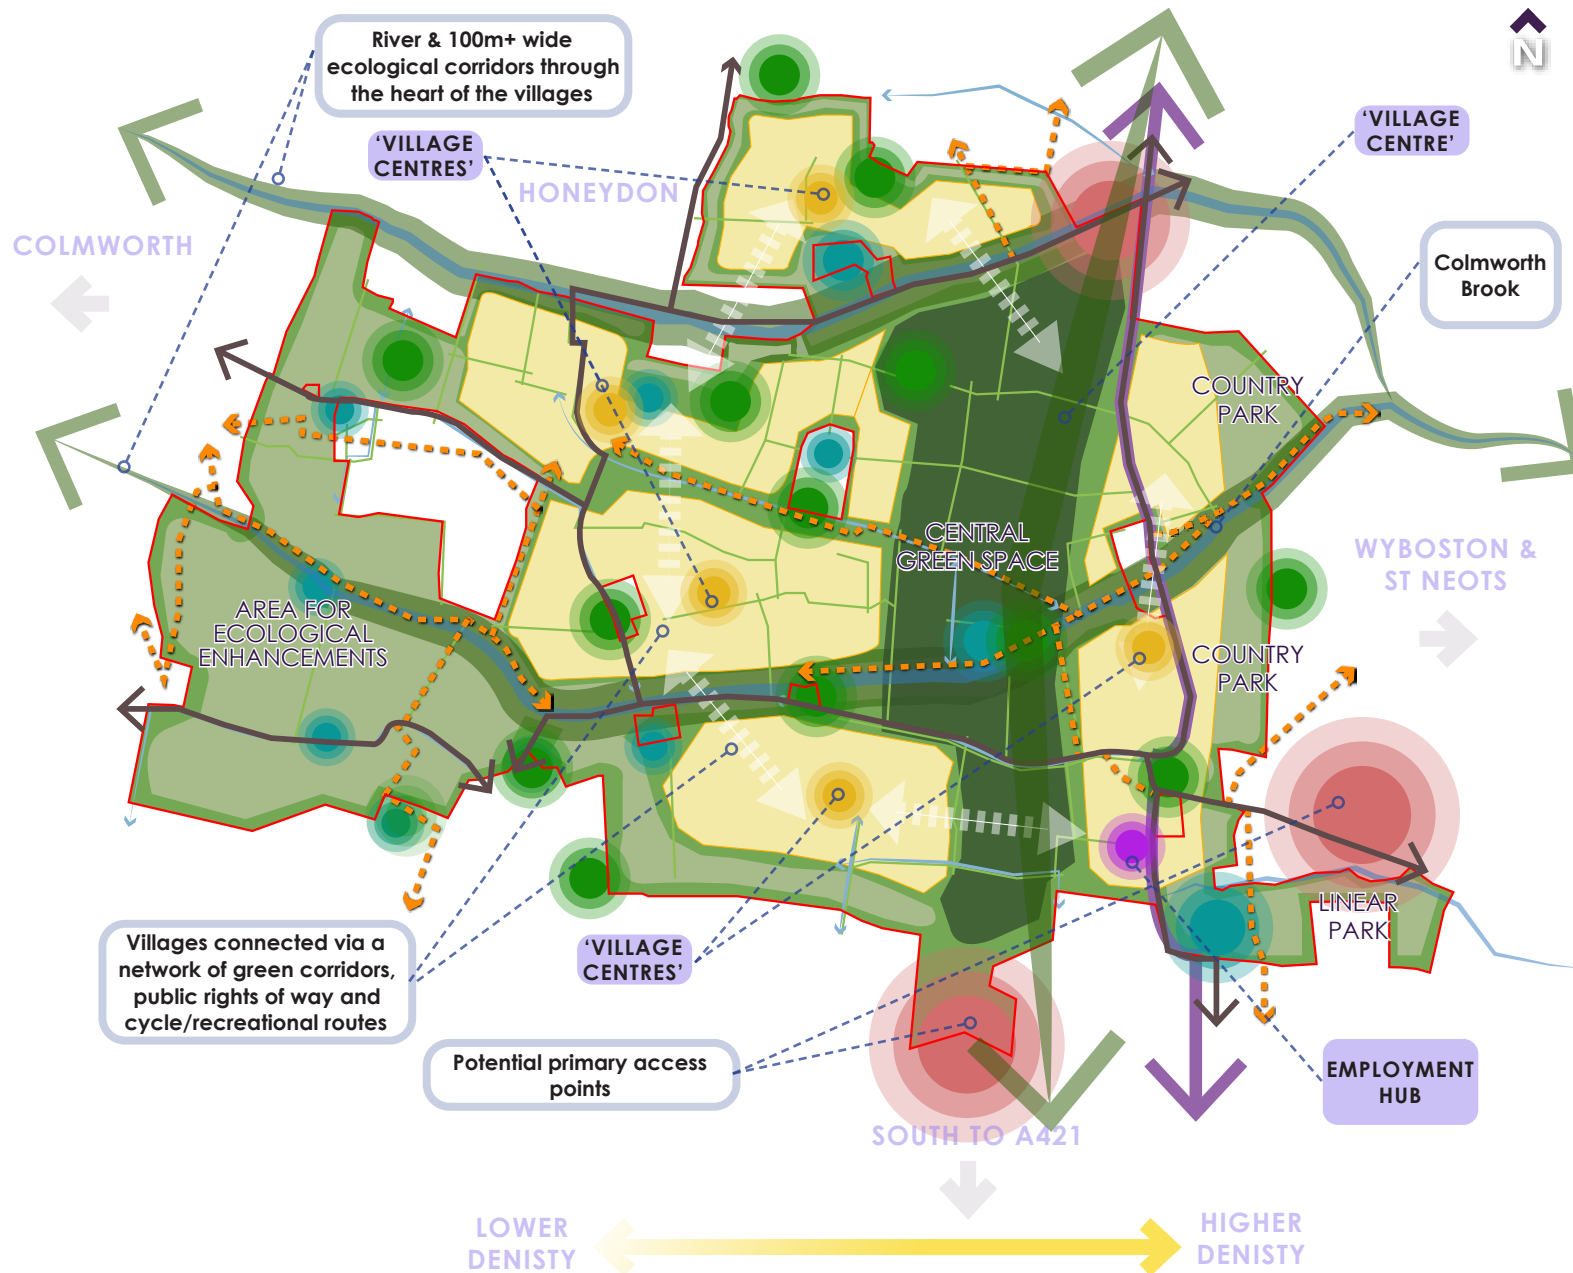 River & 100m+ wide
ecological corridors through
the heart of the villages
N
‘VILLAGE
CENTRES’
‘VILLAGE
CENTRE’
HONEYDON
COLMWORTH
Colmworth
Brook
COUNTRY
PARK
CENTRAL
GREEN SPACE
WYBOSTON &
ST NEOTS
AREA FOR
ECOLOGICAL
ENHANCEMENTS
COUNTRY
PARK
LINEAR
PARK
Villages connected via a
network of green corridors,
public rights of way and
cycle/recreational routes
‘VILLAGE
CENTRES’
Potential primary access
points
EMPLOYMENT
HUB
SOUTH TO A421
LOWER
DENISTY
HIGHER
DENISTY